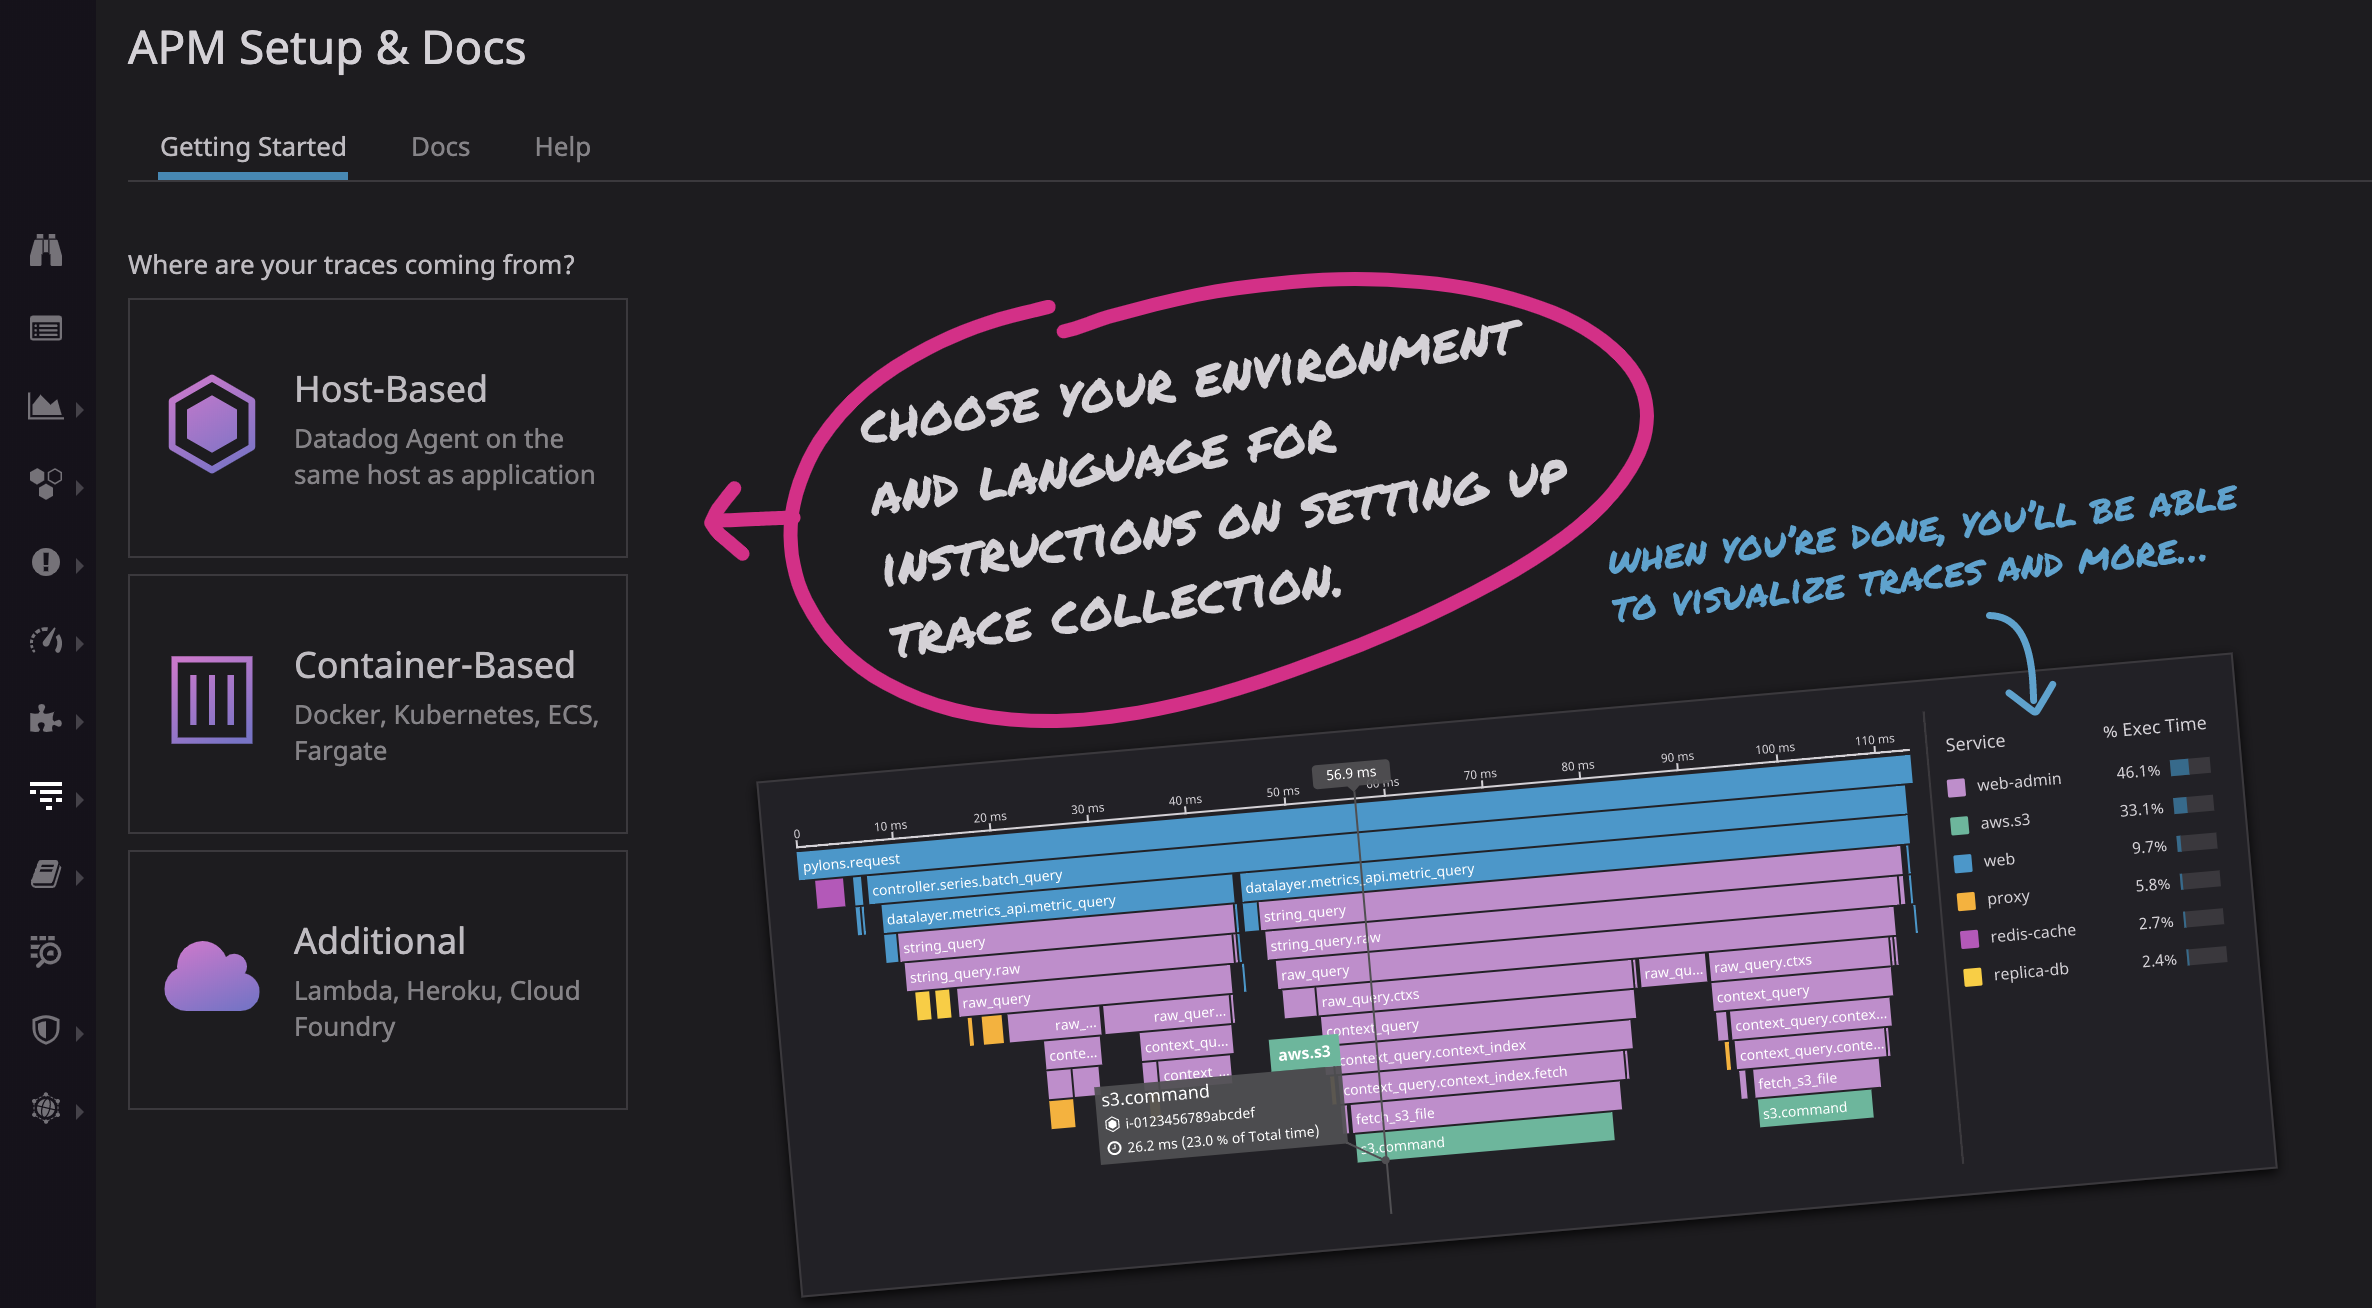 APM Setup & Docs
Getting Started Docs Help
Where are your traces coming from?
Host-Based
Datadog Agent on the
same host as application
Container-Based
Docker, Kubernetes, ECS,
Fargate
Additional
Lambda, Heroku, Cloud
Foundry
CHOOSE YOUR ENVIRONMENT
AND LANGUAGE FOR
INSTRUCTIONS ON SETTING UP
TRACE COLLECTION.
WHEN YOU'RE DONE, YOU'LL BE ABLE
TO VISUALIZE TRACES AND MORE...
0 10 ms 20 ms 30 ms 40 ms 50 ms 56.9 ms 70 ms 80 ms 90 ms 100 ms 110 ms
pylons.request
controller.series.batch_query
datalayer.metrics_api.metric_query
string_query
string_query.raw
raw_query
raw_... raw_quer...
conte... context_qu...
context_...
datalayer.metrics_api.metric_query
string_query
string_query.raw
raw_query
raw_query.ctxs raw_qu... raw_query.ctxs
context_query context_query
context_query.context_index context_query.contex...
context_query.context_index.fetch context_query.conte...
fetch_s3_file fetch_s3_file
s3.command s3.command
aws.s3
s3.command
i-0123456789abcdef
26.2 ms (23.0 % of Total time)
Service % Exec Time
web-admin 46.1%
aws.s3 33.1%
web 9.7%
proxy 5.8%
redis-cache 2.7%
replica-db 2.4%